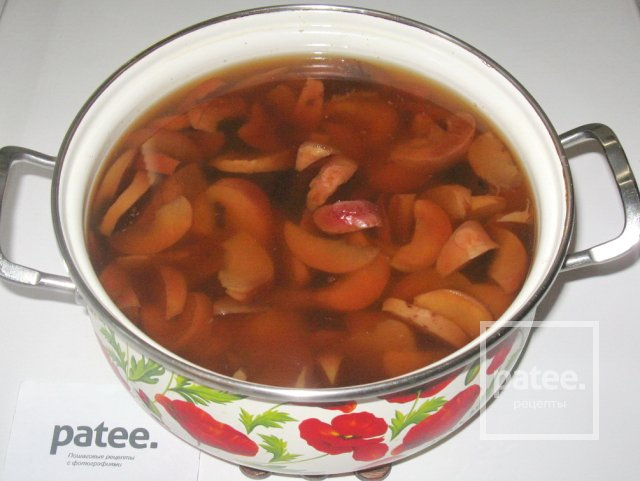 patee.
Пошаговые рецепты
с фотографиями
patee.
рецепты